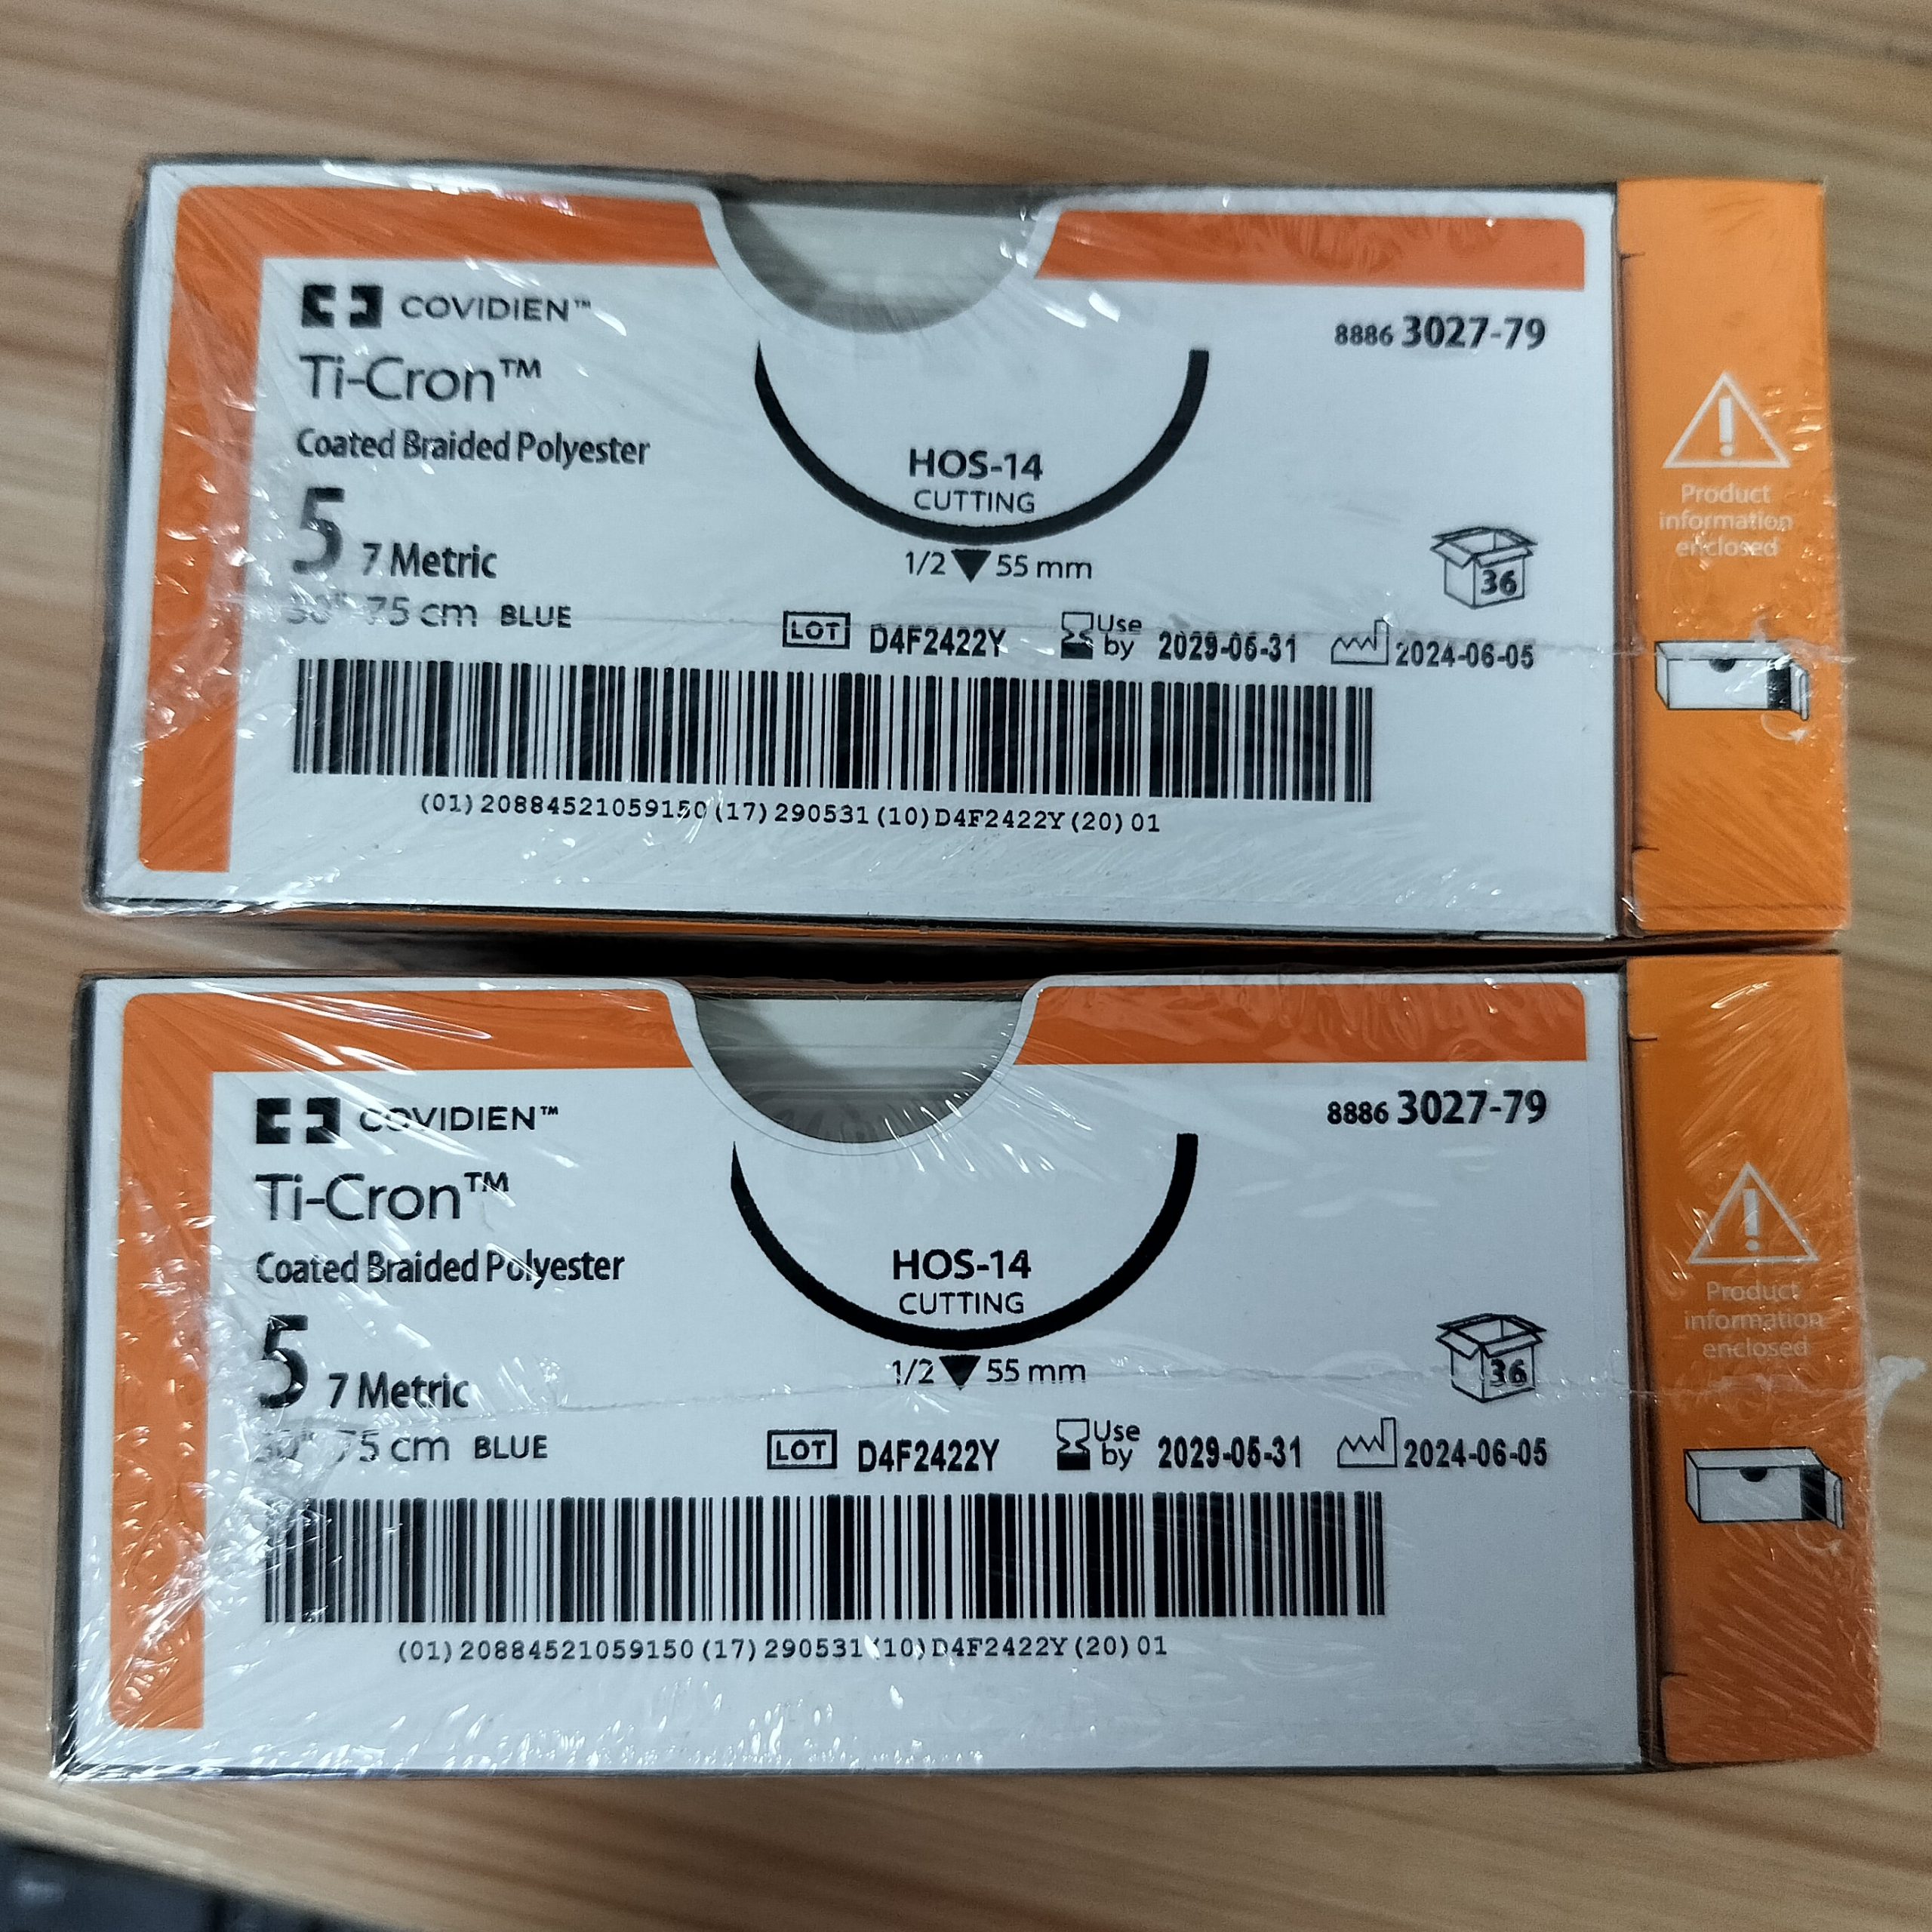 COVIDIEN™
8886 3027-79
Ti-Cron™
Coated Braided Polyester
HOS-14
CUTTING
5 7 Metric
1/2 55 mm
36
75 cm BLUE
LOT D4F2422Y Use by 2029-05-31 2024-06-05
(01) 20884521059150 (17) 290531 (10) D4F2422Y (20) 01
Product
information
enclosed
COVIDIEN™
8886 3027-79
Ti-Cron™
Coated Braided Polyester
HOS-14
CUTTING
5 7 Metric
1/2 55 mm
36
75 cm BLUE
LOT D4F2422Y Use by 2029-05-31 2024-06-05
(01) 20884521059150 (17) 290531 (10) D4F2422Y (20) 01
Product
information
enclosed